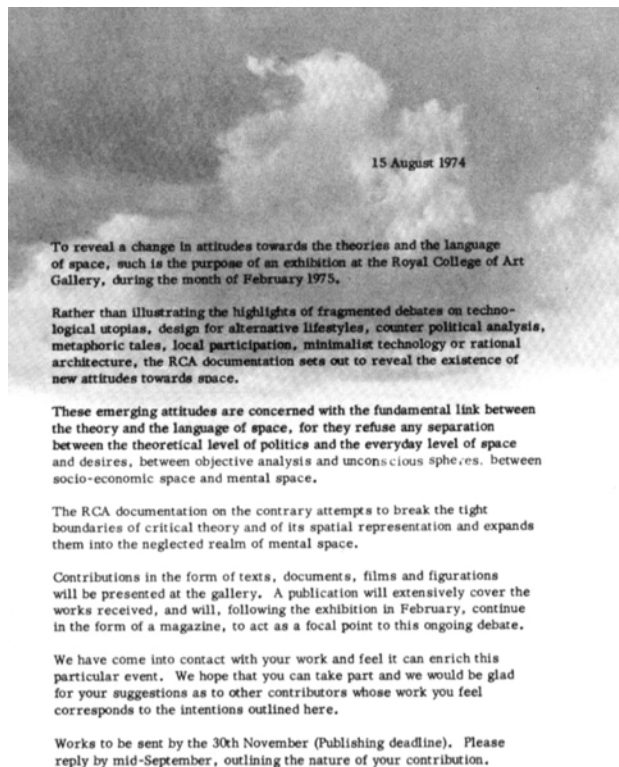 15 August 1974
To reveal a change in attitudes towards the theories and the language
of space, such is the purpose of an exhibition at the Royal College of Art
Gallery, during the month of February 1975.
Rather than illustrating the highlights of fragmented debates on techno-
logical utopias, design for alternative lifestyles, counter political analysis,
metaphoric tales, local participation, minimalist technology or rational
architecture, the RCA documentation sets out to reveal the existence of
new attitudes towards space.
These emerging attitudes are concerned with the fundamental link between
the theory and the language of space, for they refuse any separation
between the theoretical level of politics and the everyday level of space
and desires, between objective analysis and unconscious spheres, between
socio-economic space and mental space.
The RCA documentation on the contrary attempts to break the tight
boundaries of critical theory and of its spatial representation and expands
them into the neglected realm of mental space.
Contributions in the form of texts, documents, films and figurations
will be presented at the gallery. A publication will extensively cover the
works received, and will, following the exhibition in February, continue
in the form of a magazine, to act as a focal point to this ongoing debate.
We have come into contact with your work and feel it can enrich this
particular event. We hope that you can take part and we would be glad
for your suggestions as to other contributors whose work you feel
corresponds to the intentions outlined here.
Works to be sent by the 30th November (Publishing deadline). Please
reply by mid-September, outlining the nature of your contribution.